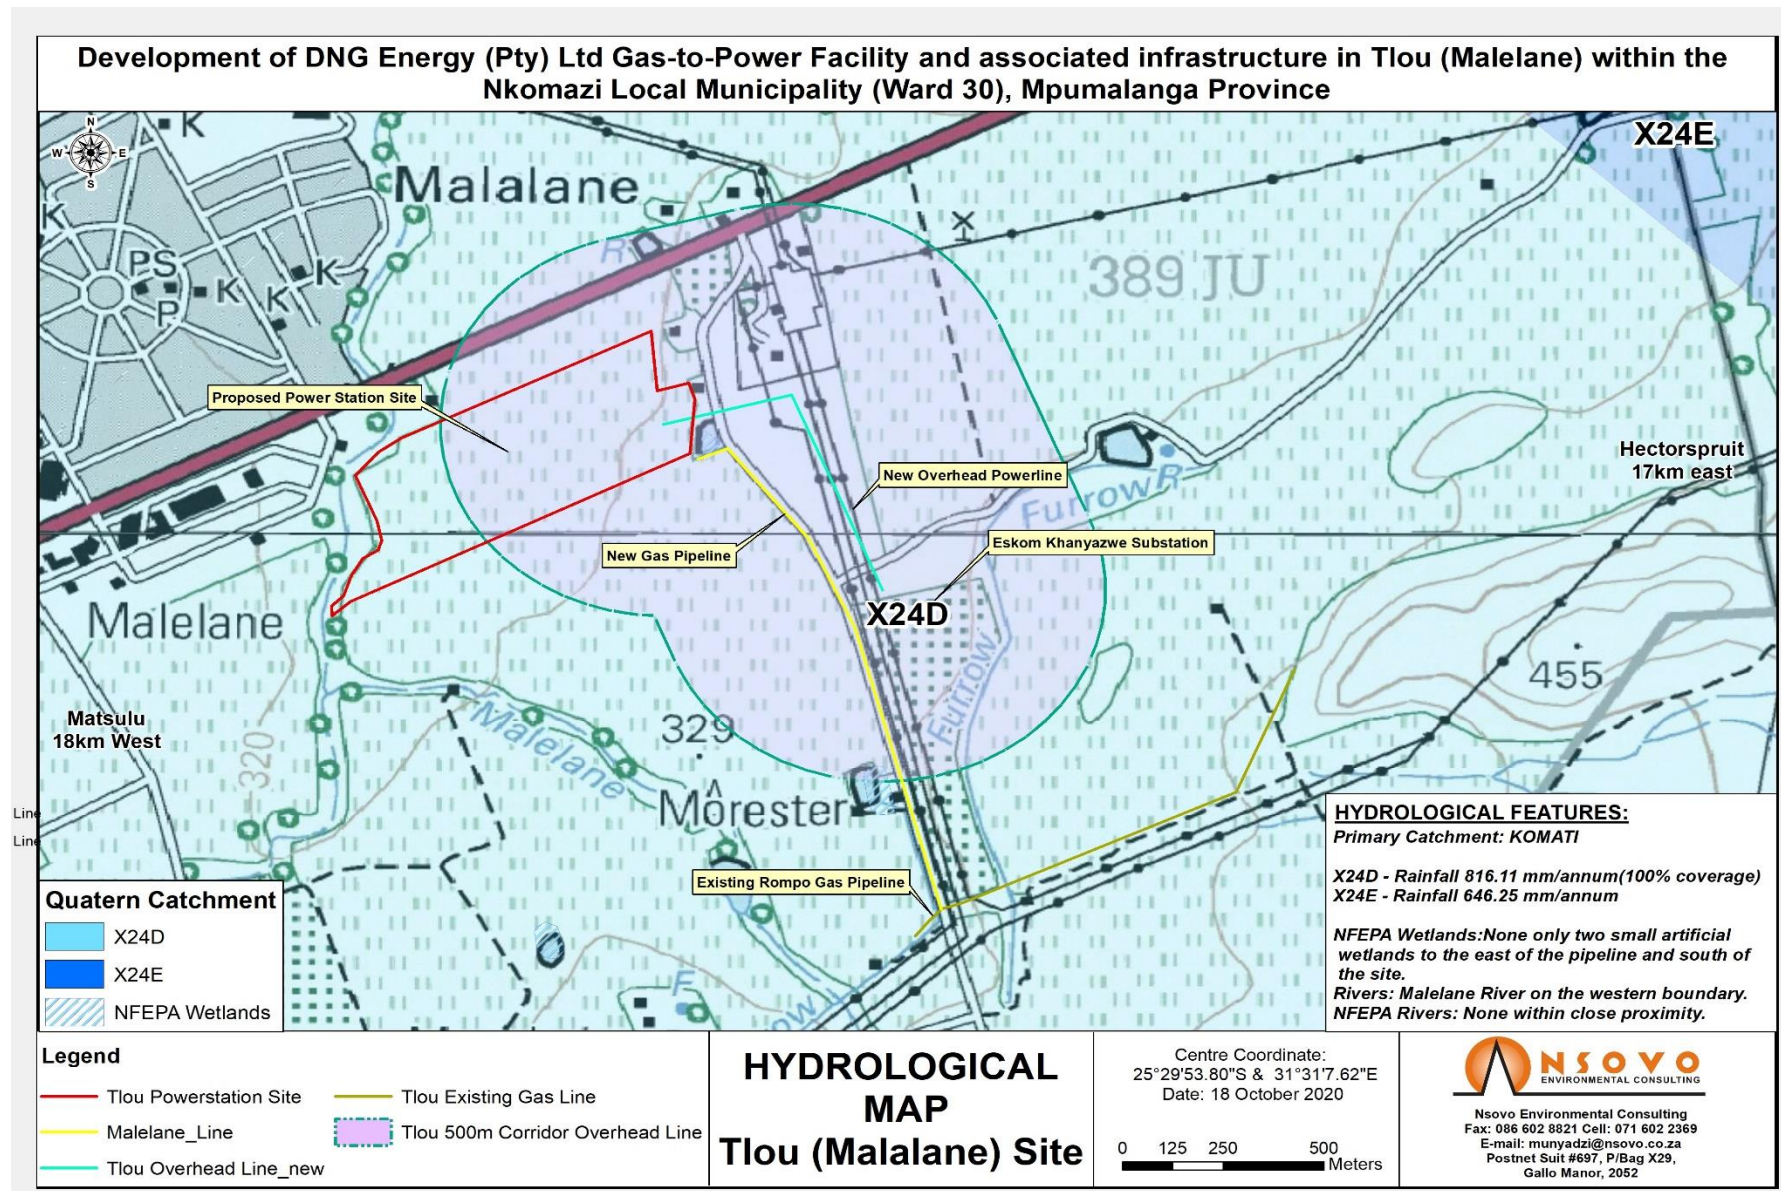 Development of DNG Energy (Pty) Ltd Gas-to-Power Facility and associated infrastructure in Tlou (Malelane) within the
Nkomazi Local Municipality (Ward 30), Mpumalanga Province
N
W
E
S
K
K
PS
P
K
K
K
Malalane
R
389 JU
X24E
Proposed Power Station Site
New Overhead Powerline
Furrow
R
Hectorspruit
17km east
New Gas Pipeline
Eskom Khanyazwe Substation
X24D
Malelane
Furrow
455
Matsulu
18km West
320
Malelane
329
Môrester
Line
Line
Existing Rompo Gas Pipeline
F
ow
HYDROLOGICAL FEATURES:
Primary Catchment: KOMATI
X24D - Rainfall 816.11 mm/annum(100% coverage)
X24E - Rainfall 646.25 mm/annum
NFEPA Wetlands:None only two small artificial
wetlands to the east of the pipeline and south of
the site.
Rivers: Malelane River on the western boundary.
NFEPA Rivers: None within close proximity.
Quatern Catchment
X24D
X24E
NFEPA Wetlands
Legend
Tlou Powerstation Site
Malelane_Line
Tlou Overhead Line_new
Tlou Existing Gas Line
Tlou 500m Corridor Overhead Line
HYDROLOGICAL
MAP
Tlou (Malalane) Site
Centre Coordinate:
25°29'53.80"S & 31°31'7.62"E
Date: 18 October 2020
0 125 250 500
Meters
NSOVO
ENVIRONMENTAL CONSULTING
Nsovo Environmental Consulting
Fax: 086 602 8821 Cell: 071 602 2369
E-mail: munyadzi@nsovo.co.za
Postnet Suit #697, P/Bag X29,
Gallo Manor, 2052